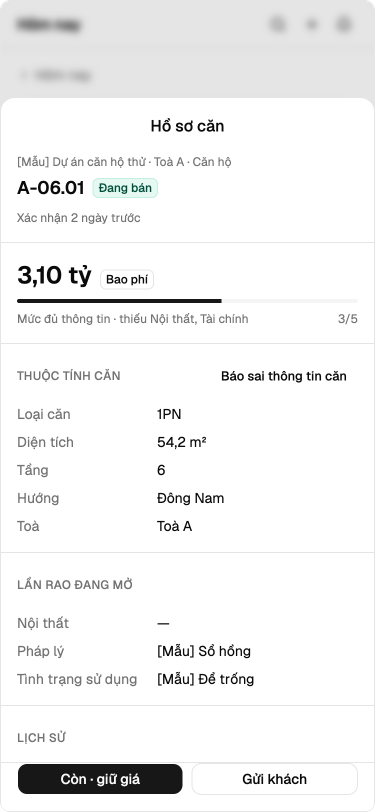 Hôm nay
Hôm nay
Hồ sơ căn
[Mẫu] Dự án căn hộ thử · Toà A · Căn hộ
A-06.01 Đang bán
Xác nhận 2 ngày trước
3,10 tỷ Bao phí
Mức đủ thông tin · thiếu Nội thất, Tài chính 3/5
THUỘC TÍNH CĂN Báo sai thông tin căn
Loại căn 1PN
Diện tích 54,2 m²
Tầng 6
Hướng Đông Nam
Toà Toà A
LẦN RAO ĐANG MỞ
Nội thất —
Pháp lý [Mẫu] Sổ hồng
Tình trạng sử dụng [Mẫu] Để trống
LỊCH SỬ
Còn · giữ giá Gửi khách